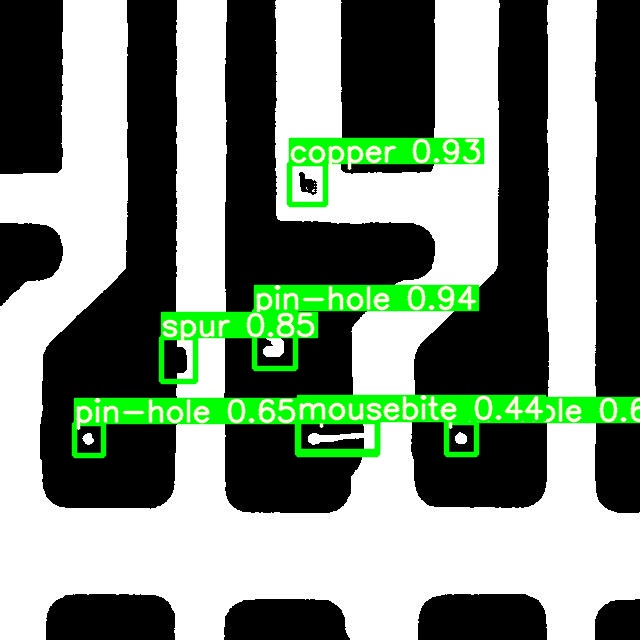 copper 0.93
pin-hole 0.94
spur 0.85
pin-hole 0.65
mousebite 0.44